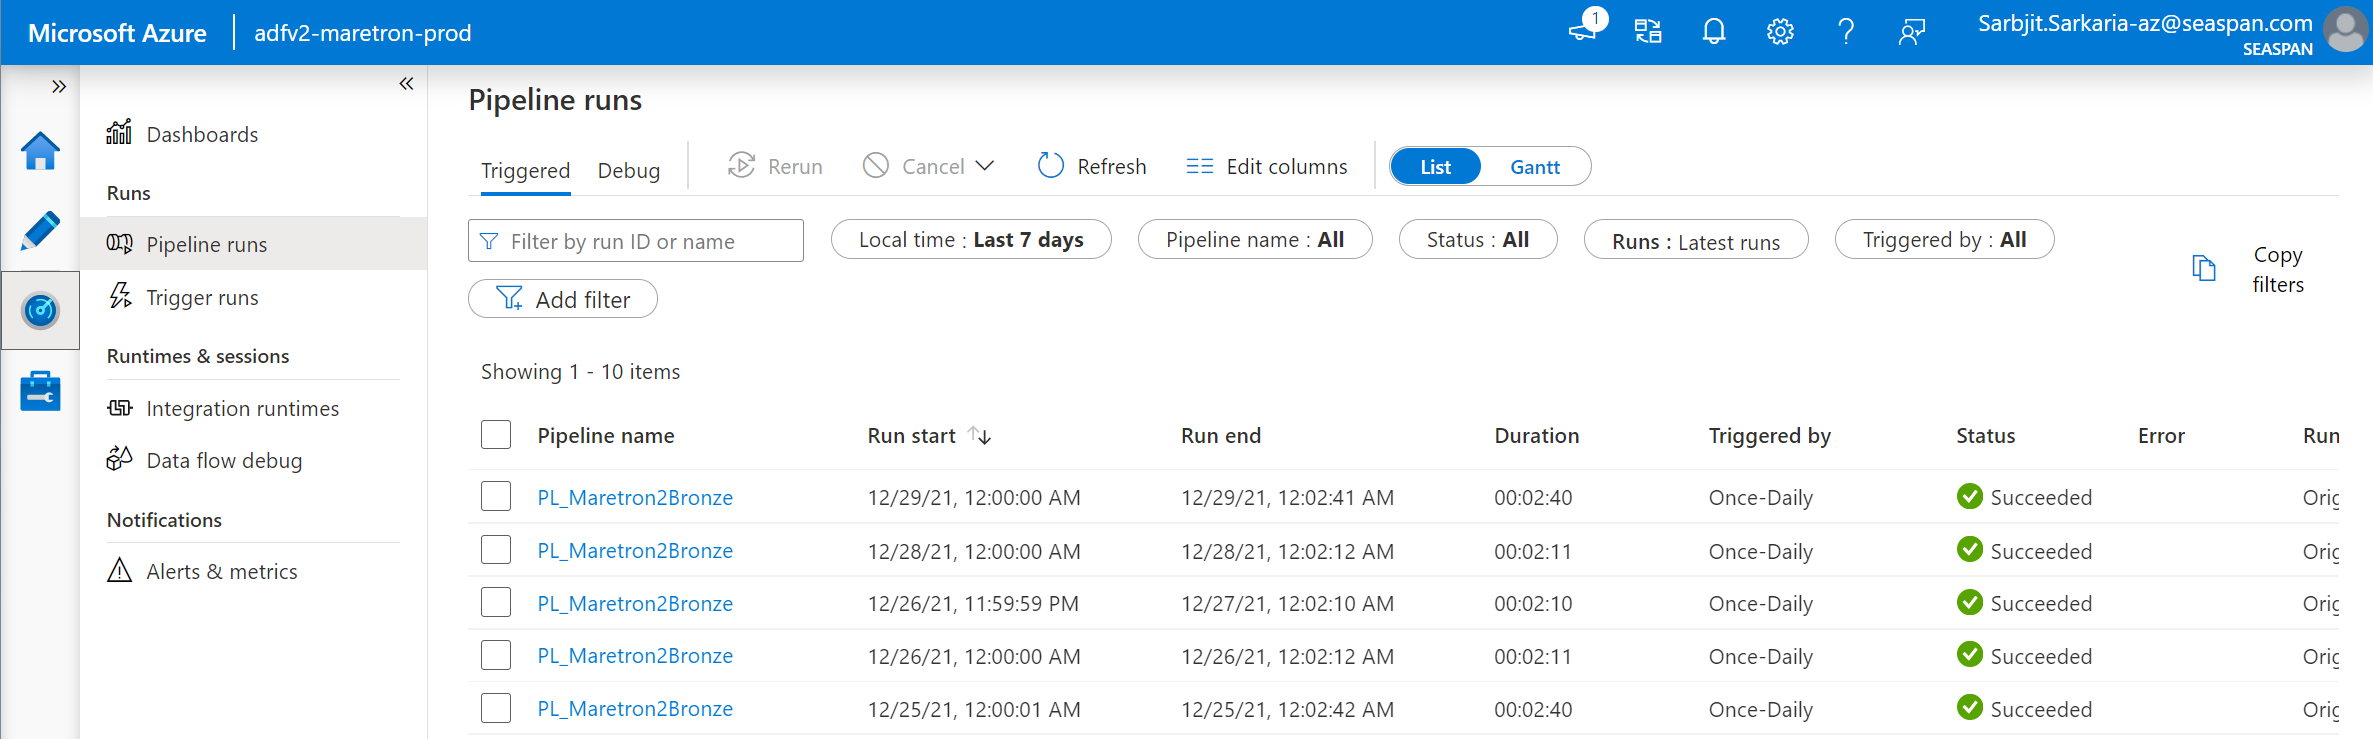 Microsoft Azure adfv2-maretron-prod 1 Sarbjit.Sarkaria-az@seaspan.com
SEASPAN
Dashboards
Runs
Pipeline runs
Trigger runs
Runtimes & sessions
Integration runtimes
Data flow debug
Notifications
Alerts & metrics
Pipeline runs
Triggered Debug Rerun Cancel Refresh Edit columns List Gantt
Filter by run ID or name Local time : Last 7 days Pipeline name : All Status : All Runs : Latest runs Triggered by : All
Copy
filters
Add filter
Showing 1 - 10 items
Pipeline name Run start Run end Duration Triggered by Status Error Run
PL_Maretron2Bronze 12/29/21, 12:00:00 AM 12/29/21, 12:02:41 AM 00:02:40 Once-Daily Succeeded Orig
PL_Maretron2Bronze 12/28/21, 12:00:00 AM 12/28/21, 12:02:12 AM 00:02:11 Once-Daily Succeeded Orig
PL_Maretron2Bronze 12/26/21, 11:59:59 PM 12/27/21, 12:02:10 AM 00:02:10 Once-Daily Succeeded Orig
PL_Maretron2Bronze 12/26/21, 12:00:00 AM 12/26/21, 12:02:12 AM 00:02:11 Once-Daily Succeeded Orig
PL_Maretron2Bronze 12/25/21, 12:00:01 AM 12/25/21, 12:02:42 AM 00:02:40 Once-Daily Succeeded Orig